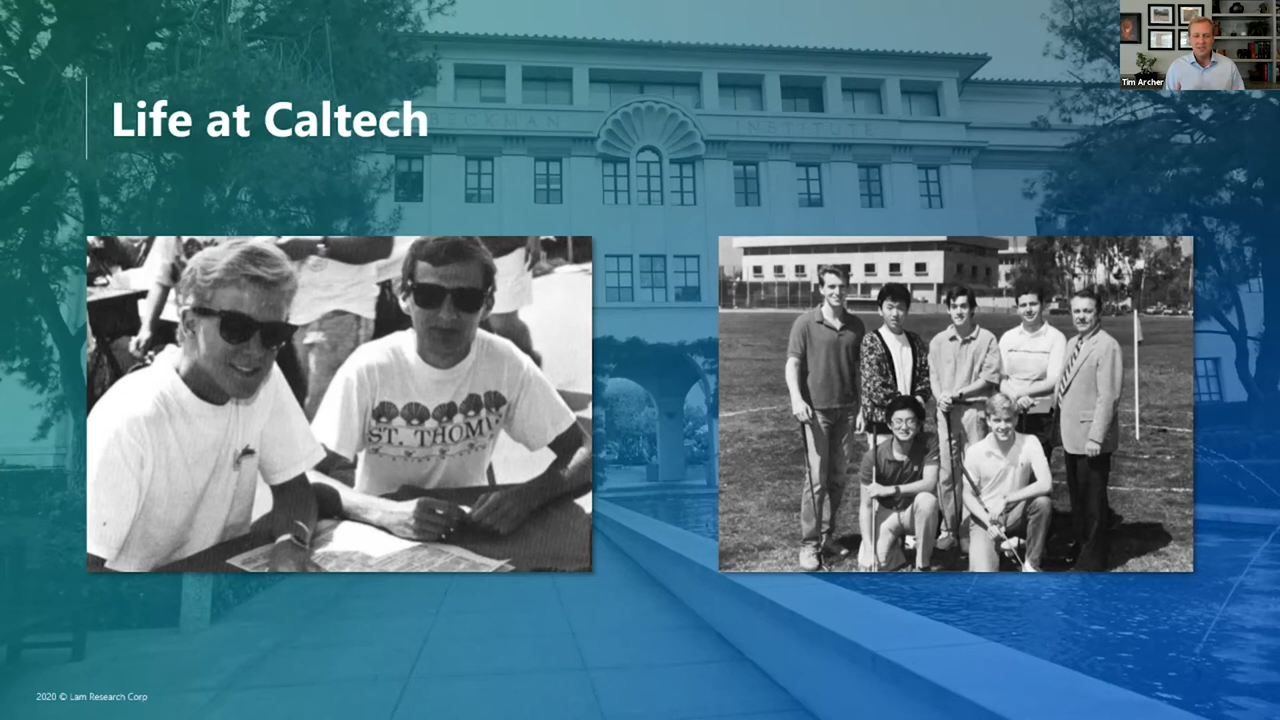 Tim Archer
Life at Caltech
BECKMAN INSTITUTE
ST. THOM
2020 © Lam Research Corp